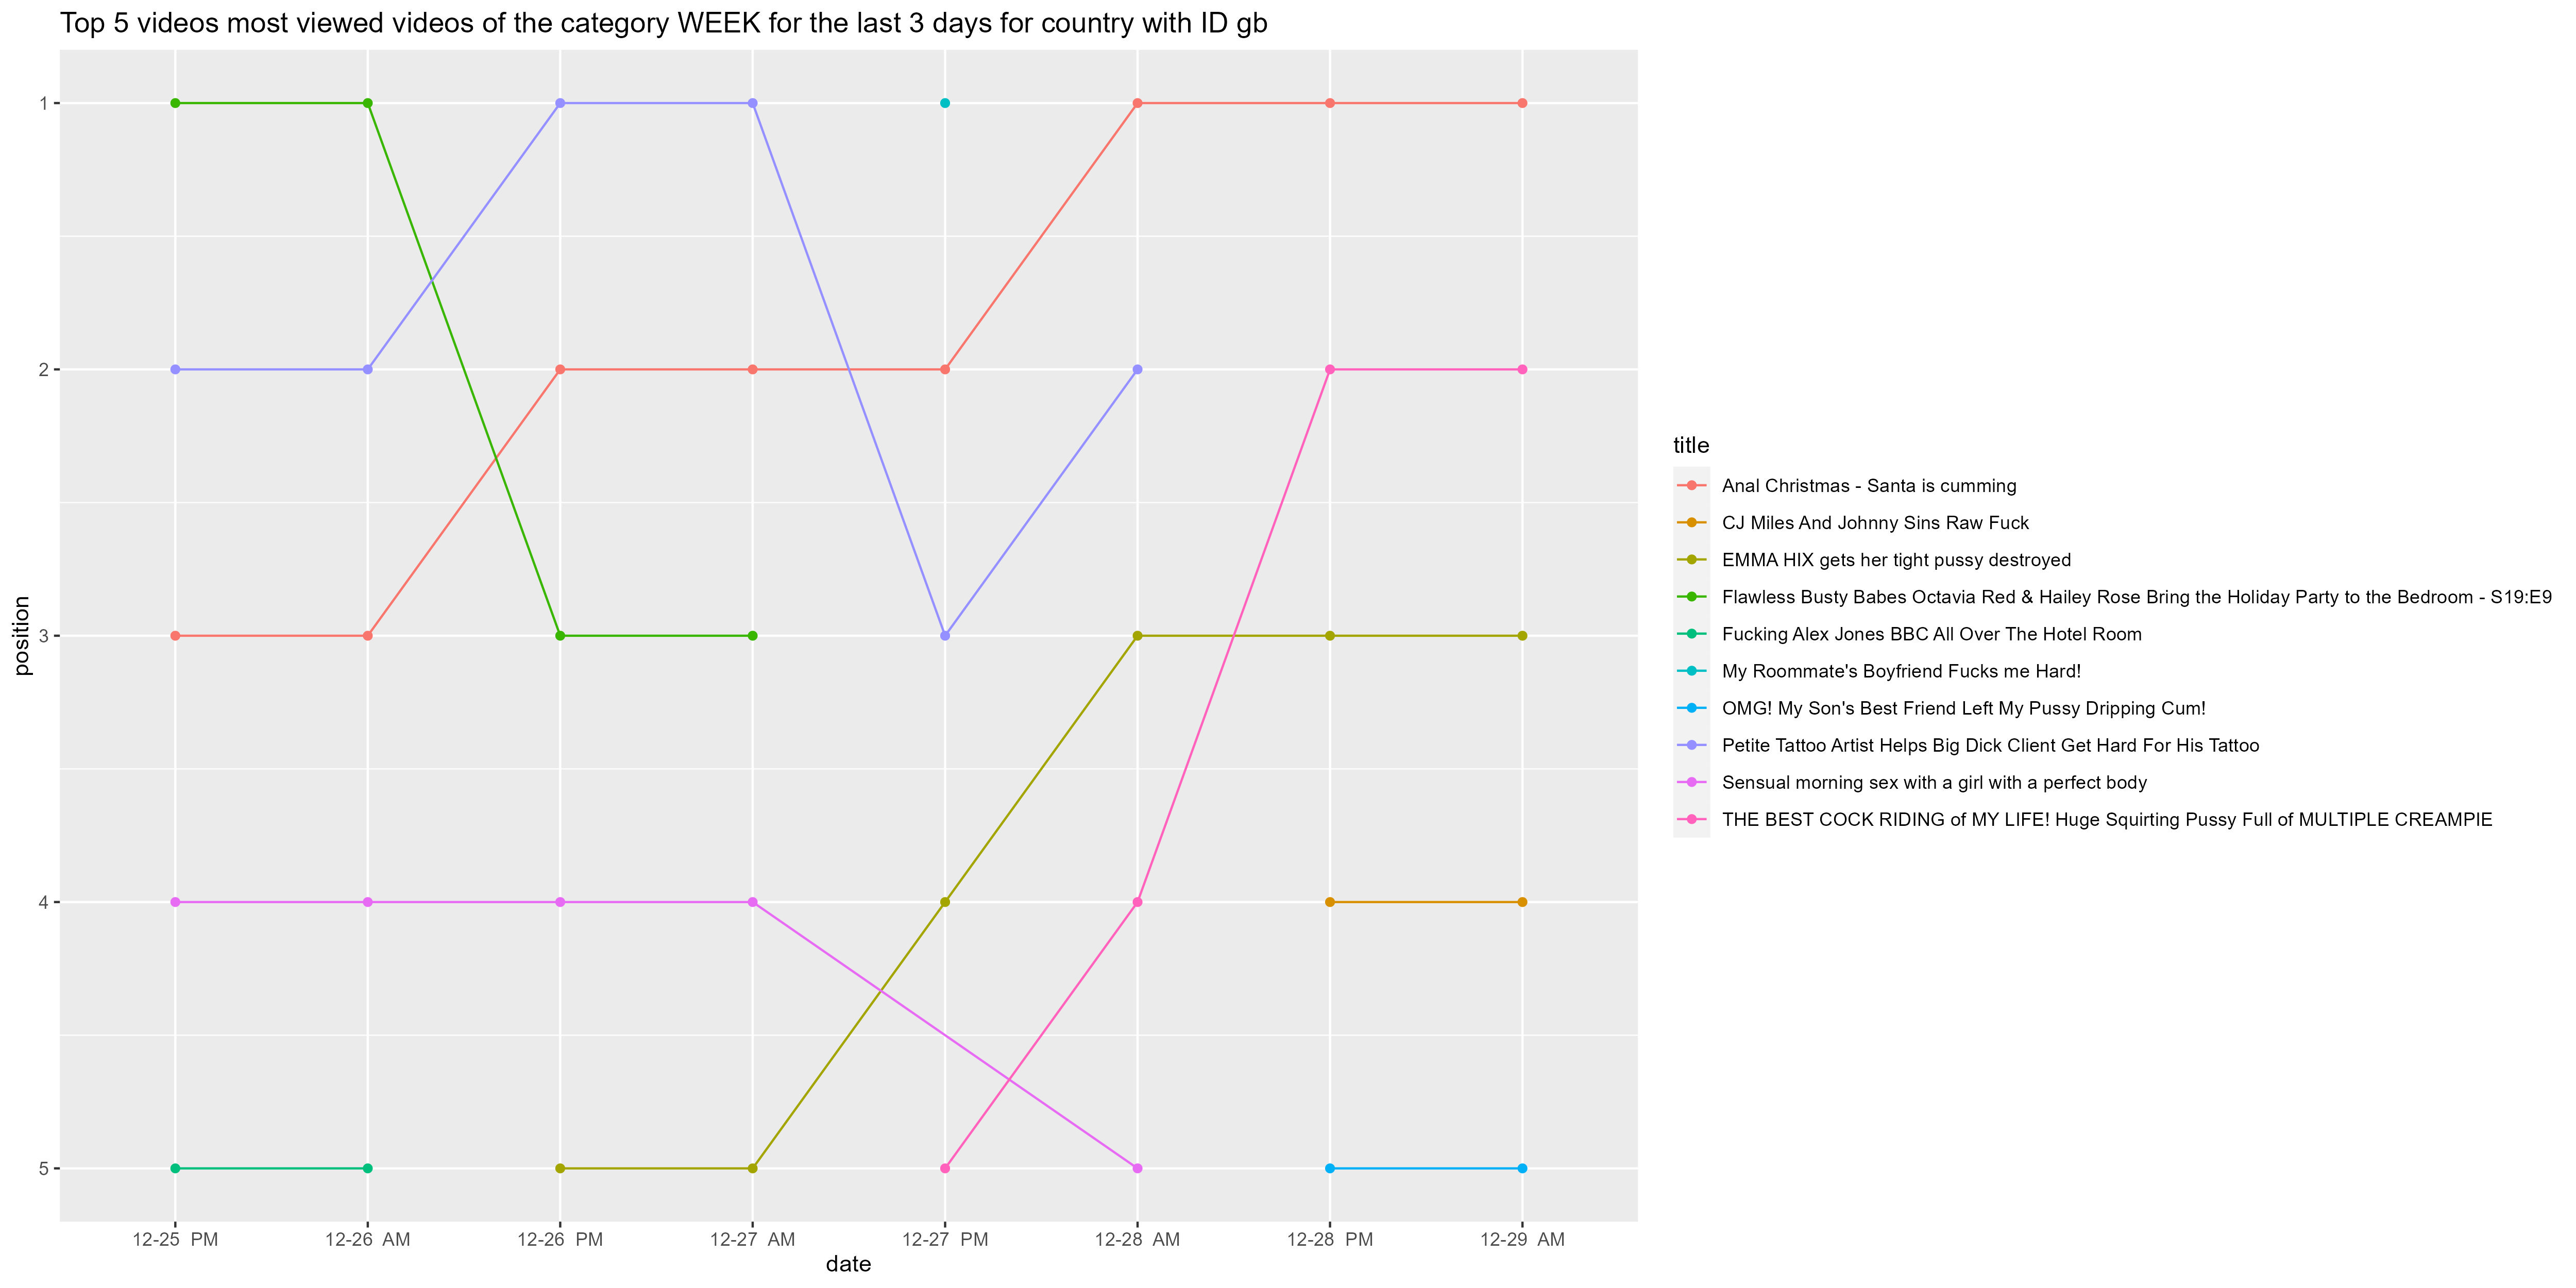 Top 5 videos most viewed videos of the category WEEK for the last 3 days for country with ID gb
position
1
2
3
4
5
12-25 PM
12-26 AM
12-26 PM
12-27 AM
12-27 PM
12-28 AM
12-28 PM
12-29 AM
date
title
Anal Christmas - Santa is cumming
CJ Miles And Johnny Sins Raw Fuck
EMMA HIX gets her tight pussy destroyed
Flawless Busty Babes Octavia Red & Hailey Rose Bring the Holiday Party to the Bedroom - S19:E9
Fucking Alex Jones BBC All Over The Hotel Room
My Roommate's Boyfriend Fucks me Hard!
OMG! My Son's Best Friend Left My Pussy Dripping Cum!
Petite Tattoo Artist Helps Big Dick Client Get Hard For His Tattoo
Sensual morning sex with a girl with a perfect body
THE BEST COCK RIDING of MY LIFE! Huge Squirting Pussy Full of MULTIPLE CREAMPIE